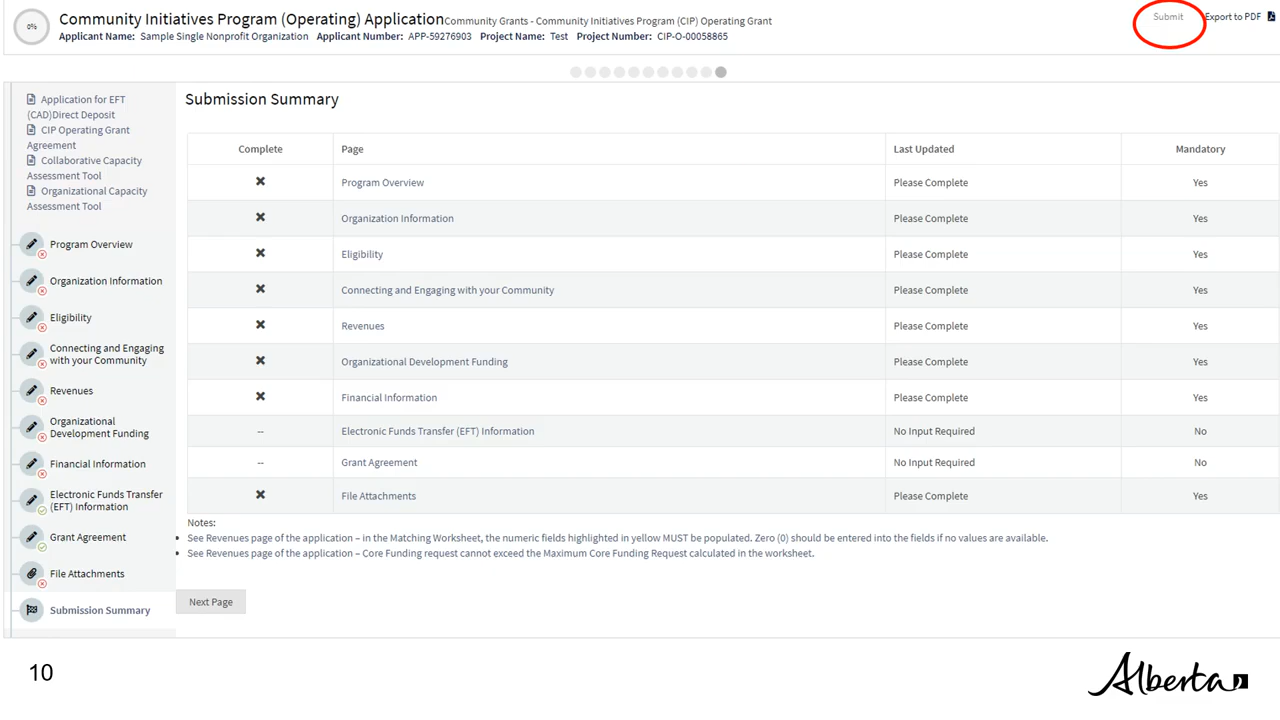 0%
Community Initiatives Program (Operating) Application Community Grants - Community Initiatives Program (CIP) Operating Grant
Submit
Export to PDF
Applicant Name: Sample Single Nonprofit Organization Applicant Number: APP-59276903 Project Name: Test Project Number: CIP-O-00058865
Application for EFT
(CAD)Direct Deposit
CIP Operating Grant
Agreement
Collaborative Capacity
Assessment Tool
Organizational Capacity
Assessment Tool
Program Overview
Organization Information
Eligibility
Connecting and Engaging
with your Community
Revenues
Organizational
Development Funding
Financial Information
Electronic Funds Transfer
(EFT) Information
Grant Agreement
File Attachments
Submission Summary
Submission Summary
Complete Page Last Updated Mandatory
Program Overview Please Complete Yes
Organization Information Please Complete Yes
Eligibility Please Complete Yes
Connecting and Engaging with your Community Please Complete Yes
Revenues Please Complete Yes
Organizational Development Funding Please Complete Yes
Financial Information Please Complete Yes
-- Electronic Funds Transfer (EFT) Information No Input Required No
-- Grant Agreement No Input Required No
File Attachments Please Complete Yes
Notes:
See Revenues page of the application – in the Matching Worksheet, the numeric fields highlighted in yellow MUST be populated. Zero (0) should be entered into the fields if no values are available.
See Revenues page of the application – Core Funding request cannot exceed the Maximum Core Funding Request calculated in the worksheet.
Next Page
10
Alberta